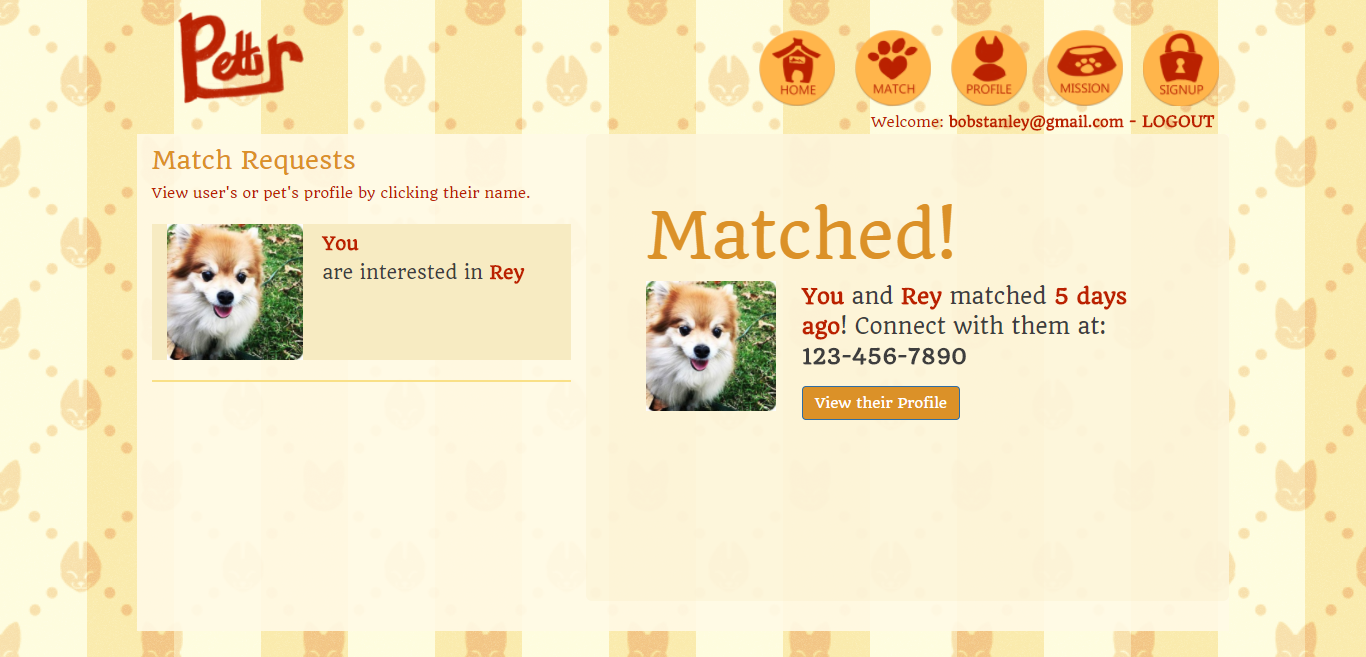 Pettr
HOME
MATCH
PROFILE
MISSION
SIGNUP
Welcome: bobstanley@gmail.com - LOGOUT
Match Requests
View user's or pet's profile by clicking their name.
You
are interested in Rey
Matched!
You and Rey matched 5 days
ago! Connect with them at:
123-456-7890
View their Profile